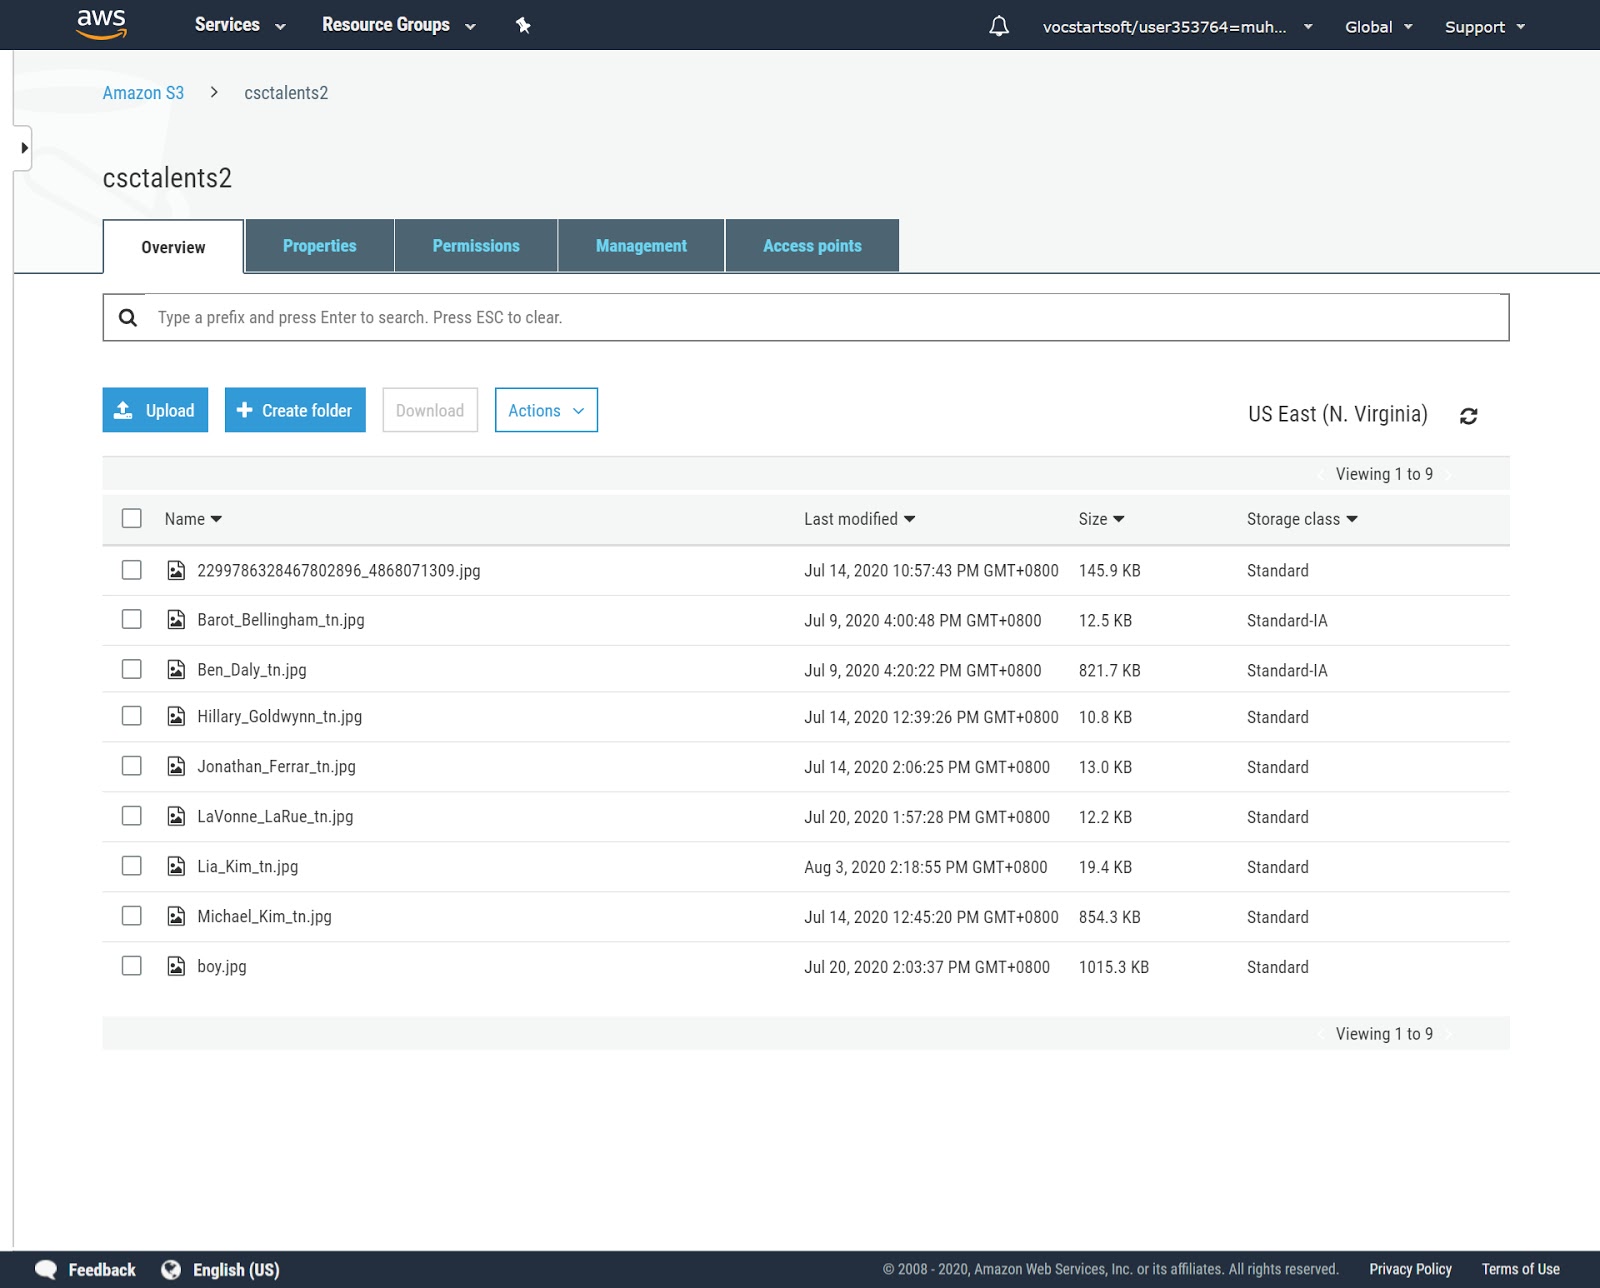 aws Services Resource Groups vocstartsoft/user353764=muh... Global Support
Amazon S3 > csctalents2
csctalents2
Overview Properties Permissions Management Access points
Type a prefix and press Enter to search. Press ESC to clear.
Upload Create folder Download Actions US East (N. Virginia)
Viewing 1 to 9
Name Last modified Size Storage class
2299786328467802896_4868071309.jpg Jul 14, 2020 10:57:43 PM GMT+0800 145.9 KB Standard
Barot_Bellingham_tn.jpg Jul 9, 2020 4:00:48 PM GMT+0800 12.5 KB Standard-IA
Ben_Daly_tn.jpg Jul 9, 2020 4:20:22 PM GMT+0800 821.7 KB Standard-IA
Hillary_Goldwynn_tn.jpg Jul 14, 2020 12:39:26 PM GMT+0800 10.8 KB Standard
Jonathan_Ferrar_tn.jpg Jul 14, 2020 2:06:25 PM GMT+0800 13.0 KB Standard
LaVonne_LaRue_tn.jpg Jul 20, 2020 1:57:28 PM GMT+0800 12.2 KB Standard
Lia_Kim_tn.jpg Aug 3, 2020 2:18:55 PM GMT+0800 19.4 KB Standard
Michael_Kim_tn.jpg Jul 14, 2020 12:45:20 PM GMT+0800 854.3 KB Standard
boy.jpg Jul 20, 2020 2:03:37 PM GMT+0800 1015.3 KB Standard
Viewing 1 to 9
Feedback English (US) © 2008 - 2020, Amazon Web Services, Inc. or its affiliates. All rights reserved. Privacy Policy Terms of Use